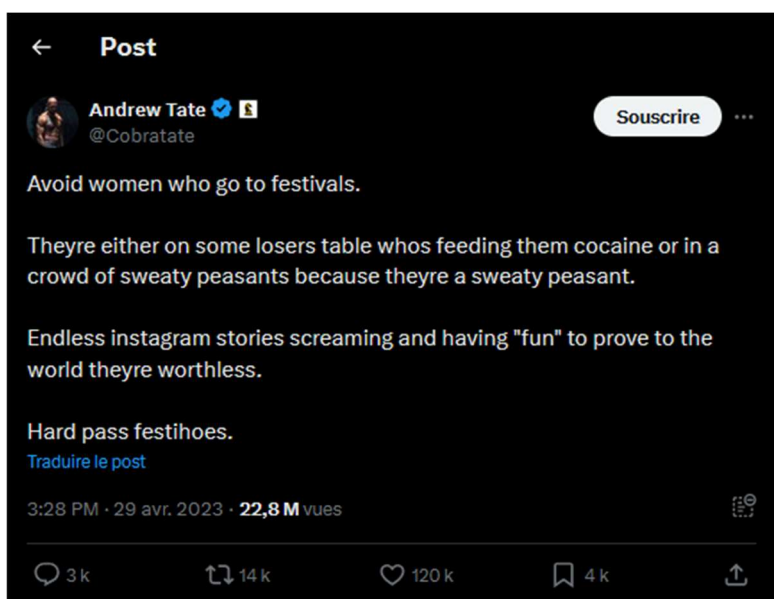 Post
Andrew Tate
Souscrire
@Cobratate
Avoid women who go to festivals.
Theyre either on some losers table whos feeding them cocaine or in a
crowd of sweaty peasants because theyre a sweaty peasant.
Endless instagram stories screaming and having "fun" to prove to the
world theyre worthless.
Hard pass festihoes.
Traduire le post
3:28 PM · 29 avr. 2023 · 22,8 M vues
3 k 14 k 120 k 4 k